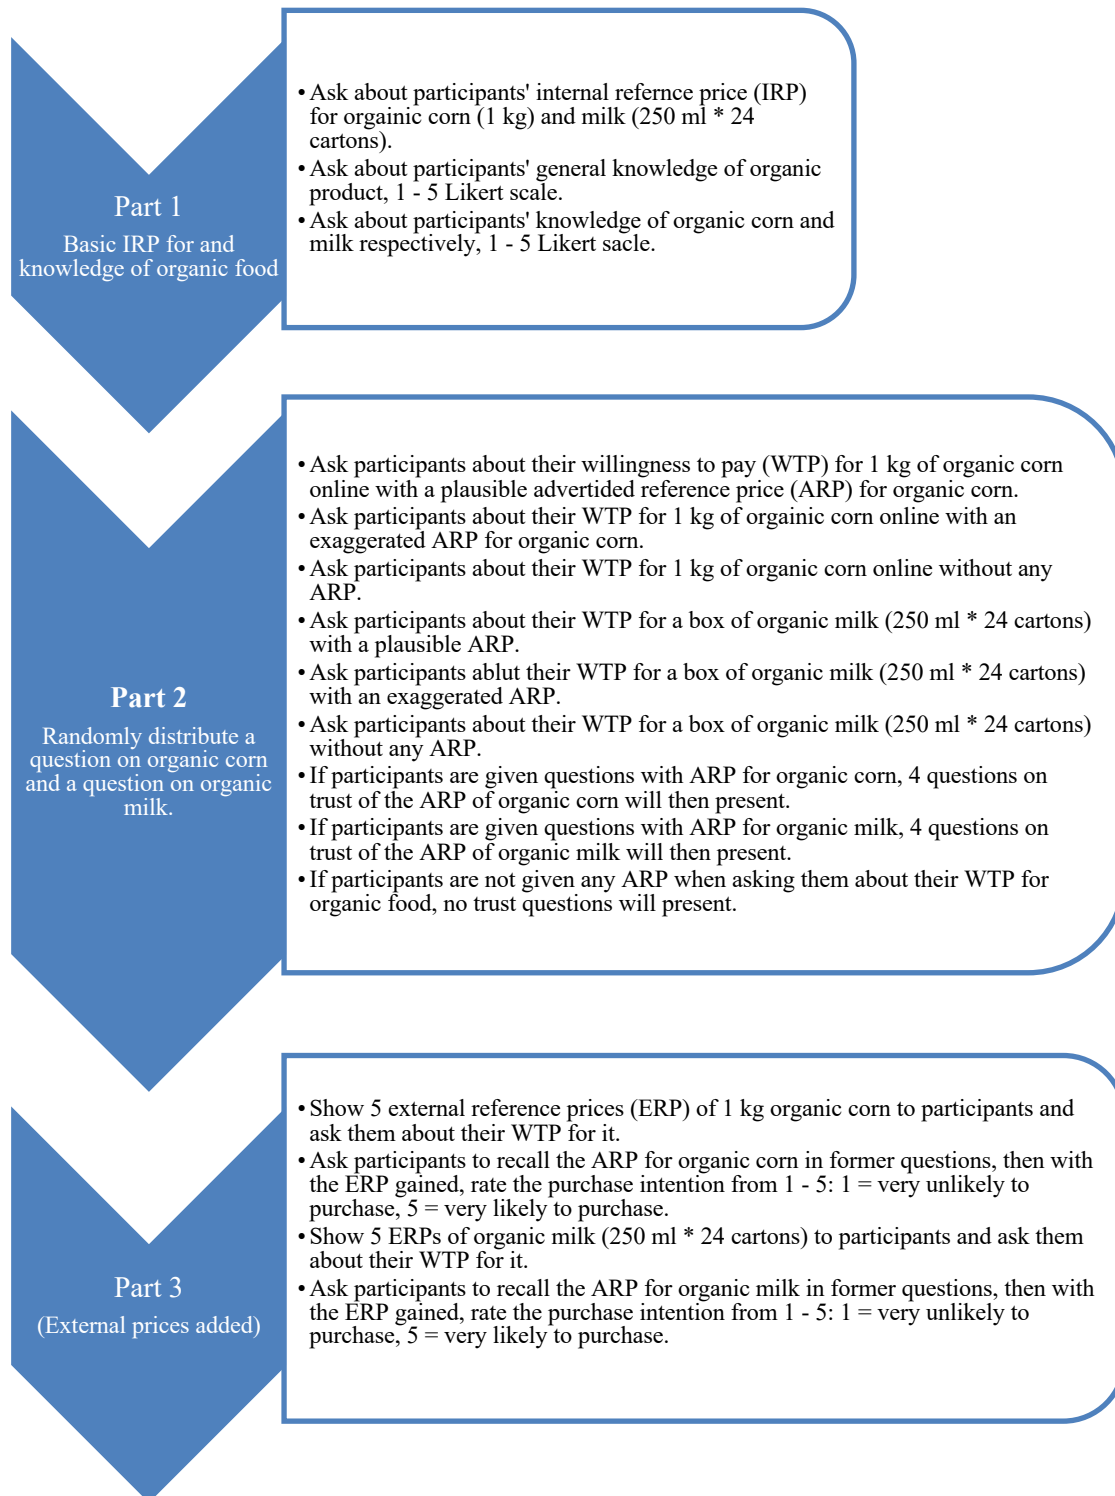 Part 1
Basic IRP for and
knowledge of organic food
• Ask about participants' internal refernce price (IRP)
for orgainic corn (1 kg) and milk (250 ml * 24
cartons).
• Ask about participants' general knowledge of organic
product, 1 - 5 Likert scale.
• Ask about participants' knowledge of organic corn and
milk respectively, 1 - 5 Likert sacle.
Part 2
Randomly distribute a
question on organic corn
and a question on organic
milk.
• Ask participants about their willingness to pay (WTP) for 1 kg of organic corn
online with a plausible advertided reference price (ARP) for organic corn.
• Ask participants about their WTP for 1 kg of orgainic corn online with an
exaggerated ARP for organic corn.
• Ask participants about their WTP for 1 kg of organic corn online without any
ARP.
• Ask participants about their WTP for a box of organic milk (250 ml * 24 cartons)
with a plausible ARP.
• Ask participants ablut their WTP for a box of organic milk (250 ml * 24 cartons)
with an exaggerated ARP.
• Ask participants about their WTP for a box of organic milk (250 ml * 24 cartons)
without any ARP.
• If participants are given questions with ARP for organic corn, 4 questions on
trust of the ARP of organic corn will then present.
• If participants are given questions with ARP for organic milk, 4 questions on
trust of the ARP of organic milk will then present.
• If participants are not given any ARP when asking them about their WTP for
organic food, no trust questions will present.
Part 3
(External prices added)
• Show 5 external reference prices (ERP) of 1 kg organic corn to participants and
ask them about their WTP for it.
• Ask participants to recall the ARP for organic corn in former questions, then with
the ERP gained, rate the purchase intention from 1 - 5: 1 = very unlikely to
purchase, 5 = very likely to purchase.
• Show 5 ERPs of organic milk (250 ml * 24 cartons) to participants and ask them
about their WTP for it.
• Ask participants to recall the ARP for organic milk in former questions, then with
the ERP gained, rate the purchase intention from 1 - 5: 1 = very unlikely to
purchase, 5 = very likely to purchase.